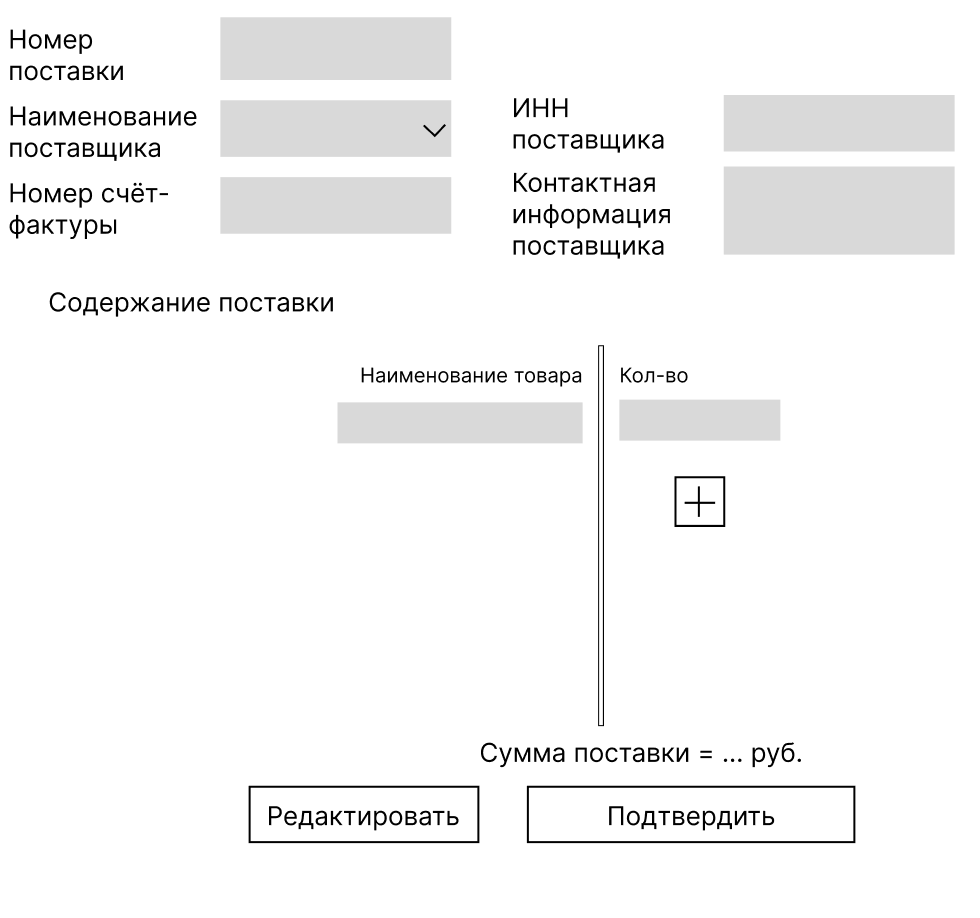 Номер
поставки
Наименование
поставщика
Номер счёт-
фактуры
ИНН
поставщика
Контактная
информация
поставщика
Содержание поставки
Наименование товара
Кол-во
Сумма поставки = ... руб.
Редактировать
Подтвердить